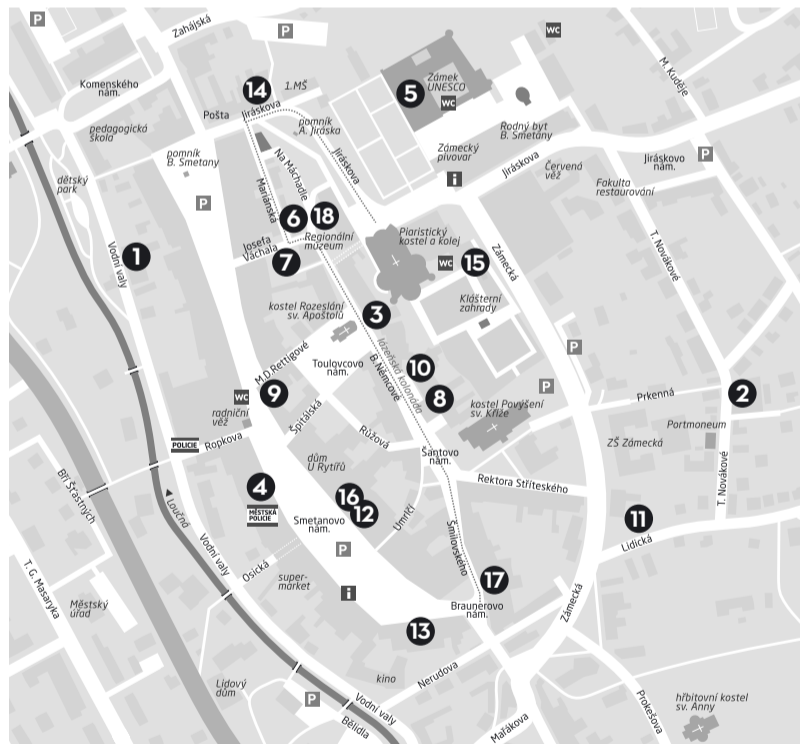 P
Zahájská
P
WC
Komenského
nám.
14
1.MŠ
5
Zámek
UNESCO
WC
M. Kuděje
Pošta
Jiráskova
pedagogická
škola
pomník
A. Jiráska
Rodný byt
B. Smetany
pomník
B. Smetany
Zámecký
pivovar
Jiráskova
Červená
věž
Jiráskovo
nám.
P
dětský
park
P
Na Máchadle
Mariánská
Jiráskova
i
Fakulta
restaurování
Vodní valy
1
6
18
Regionální
muzeum
Josefa
Váchala
7
Piaristický
kostel a kolej
WC
15
Zámecká
T. Novákové
kostel Rozeslání
sv. Apoštolů
3
Klášterní
zahrady
M.D.Rettigové
Toulovcovo
nám.
B.Němcové
lázeňská kolonáda
10
P
WC
9
8
P
kostel Povýšení
sv. Kříže
Prkenná
2
radniční
věž
Špitálská
Růžová
Portmoneum
POLICIE
Ropkova
dům
U Rytířů
Šantovo
nám.
ZŠ Zámecká
Bří Šťastných
Loučná
4
MĚSTSKÁ
POLICIE
16
12
Smetanovo
nám.
Umrlčí
Rektora Stříteského
T. Novákové
11
Lidická
Vodní valy
Osická
P
Šmilovského
T. G. Masaryka
super-
market
i
17
Braunerovo
nám.
Zámecká
Městský
úřad
13
Lidový
dům
P
kino
Nerudova
Vodní valy
Bělidla
Mařákova
Prokešova
hřbitovní kostel
sv. Anny